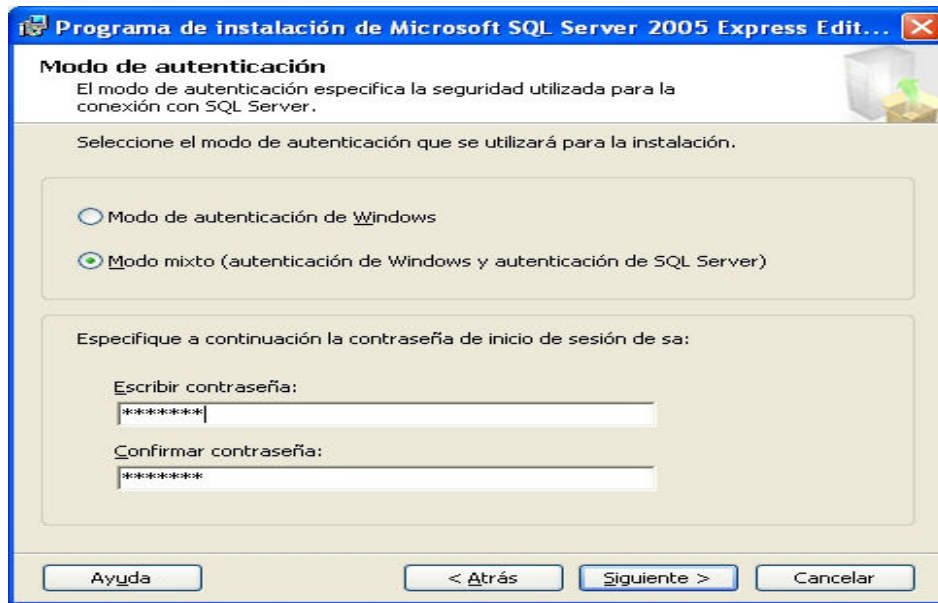 Programa de instalación de Microsoft SQL Server 2005 Express Edit...
Modo de autenticación
El modo de autenticación especifica la seguridad utilizada para la
conexión con SQL Server.
Seleccione el modo de autenticación que se utilizará para la instalación.
Modo de autenticación de Windows
Modo mixto (autenticación de Windows y autenticación de SQL Server)
Especifique a continuación la contraseña de inicio de sesión de sa:
Escribir contraseña:
*******
Confirmar contraseña:
*******
Ayuda
< Atrás
Siguiente >
Cancelar